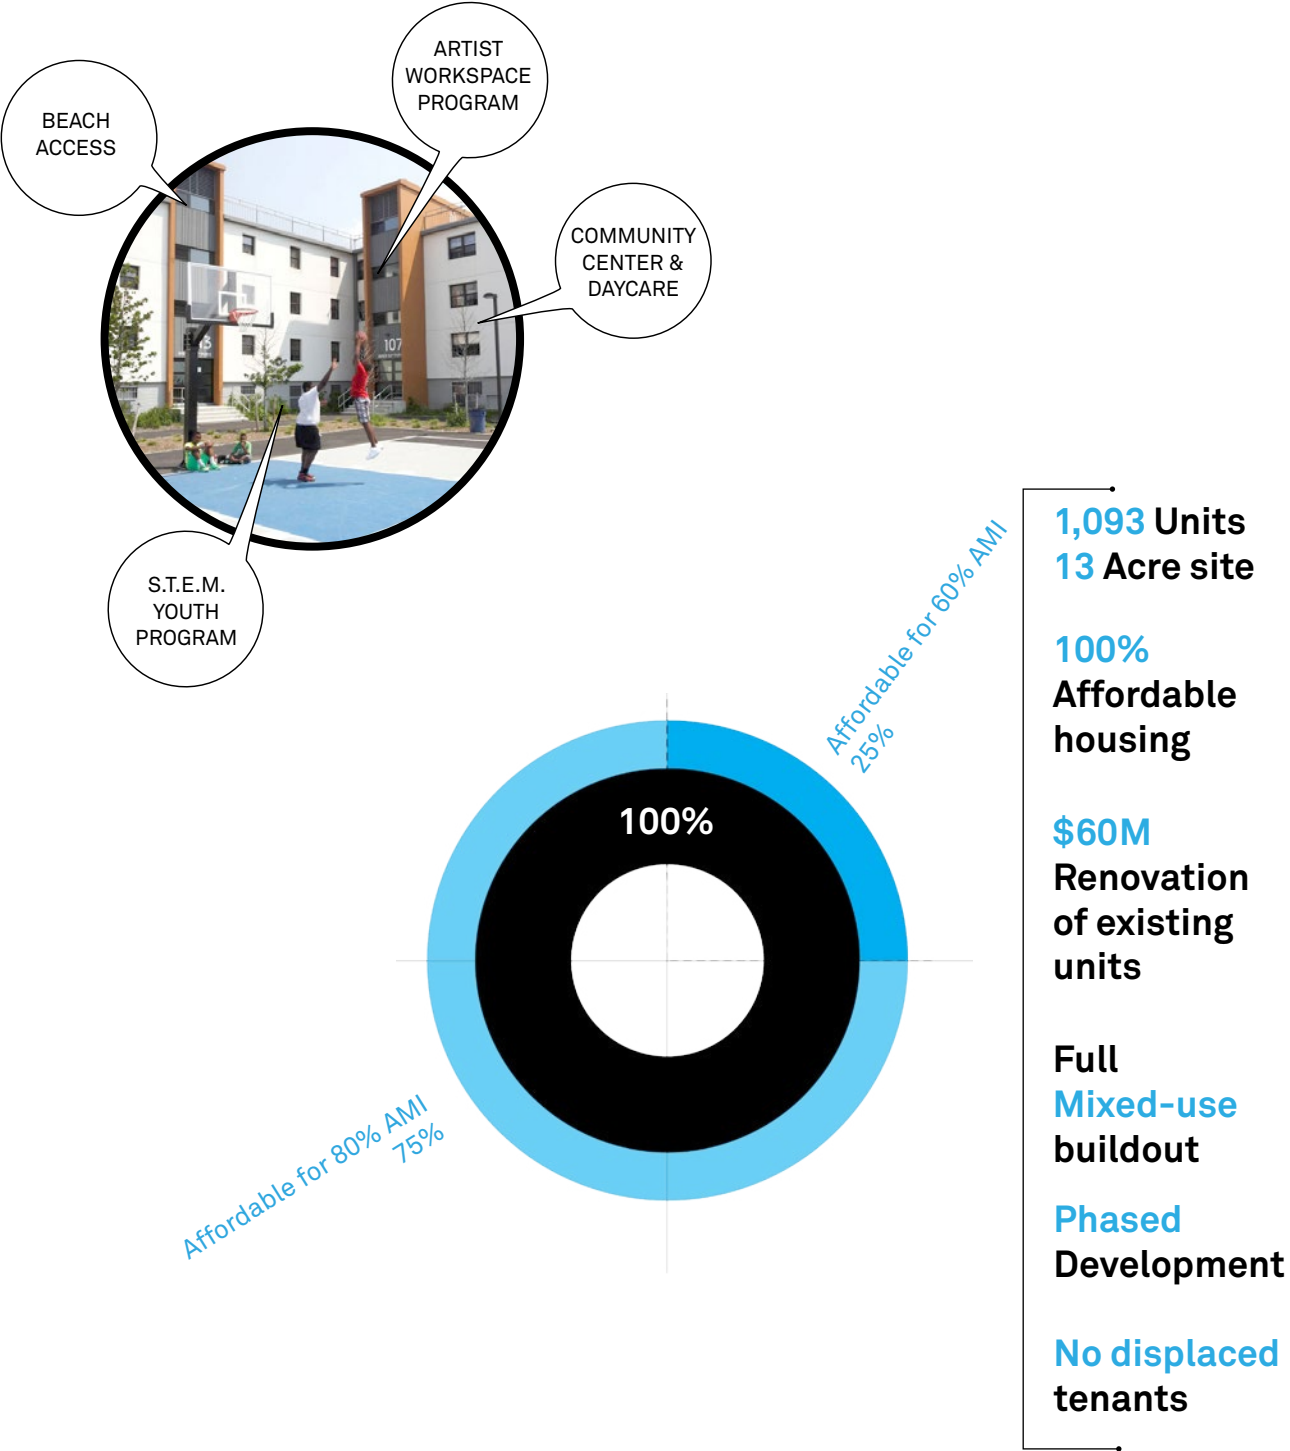 ARTIST
WORKSPACE
PROGRAM
BEACH
ACCESS
COMMUNITY
CENTER &
DAYCARE
107
S.T.E.M.
YOUTH
PROGRAM
1,093 Units
13 Acre site
100%
Affordable
housing
$60M
Renovation
of existing
units
Full
Mixed-use
buildout
Phased
Development
No displaced
tenants
Affordable for 60% AMI
25%
100%
Affordable for 80% AMI
75%